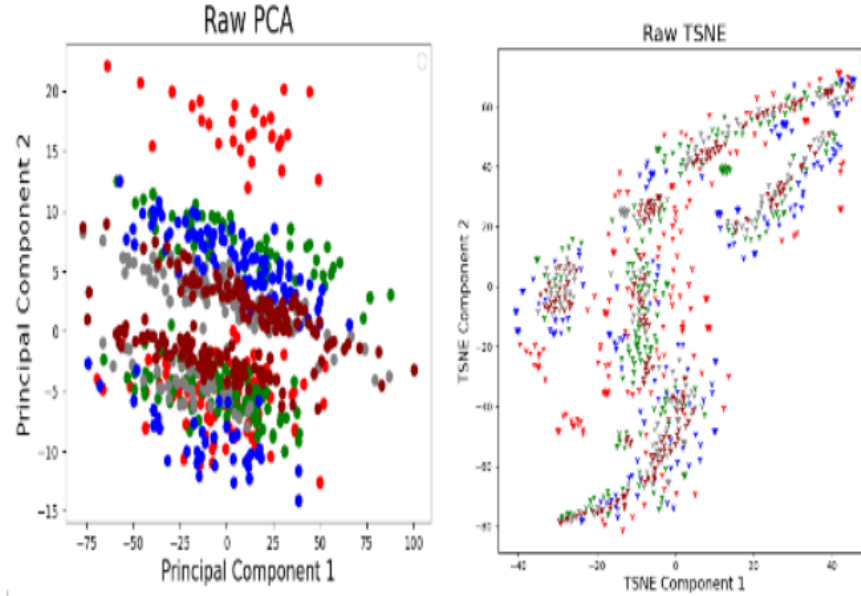 Raw PCA
20
15
10
5
0
−5
−10
−15
Principal Component 2
−75 −50 −25 0 25 50 75 100
Principal Component 1
Raw TSNE
60
40
20
0
−20
−40
−60
−80
TSNE Component 2
−40 −20 0 20 40
TSNE Component 1